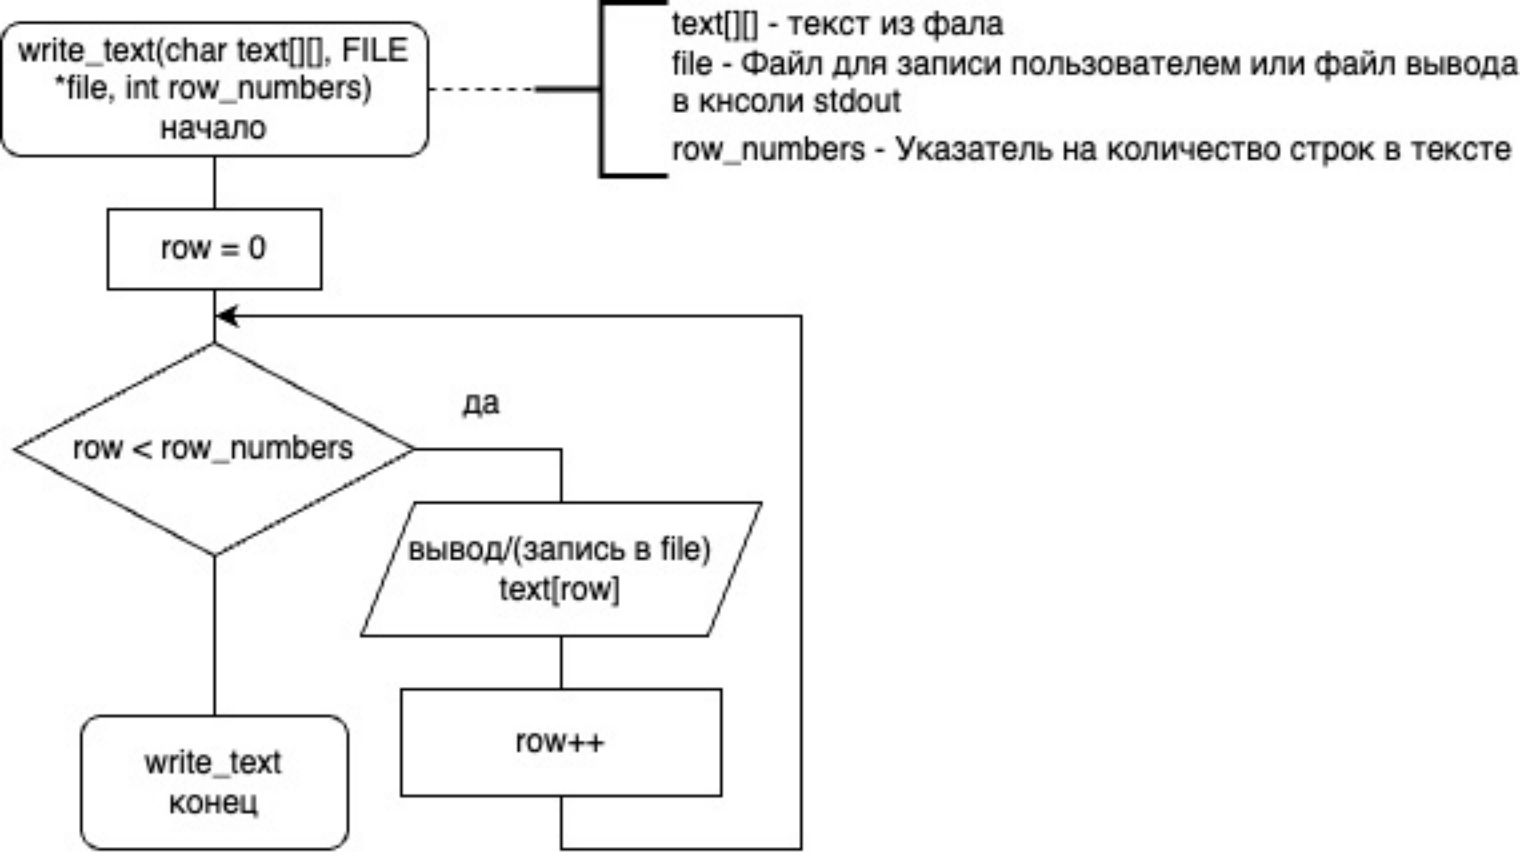 write_text(char text[][], FILE
*file, int row_numbers)
начало
text[][] - текст из фала
file - Файл для записи пользователем или файл вывода
в кнсоли stdout
row_numbers - Указатель на количество строк в тексте
row = 0
да
row < row_numbers
вывод/(запись в file)
text[row]
row++
write_text
конец